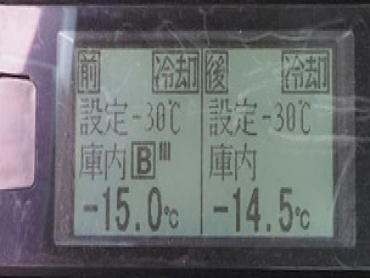 前 冷却 後 冷却
設定-30℃ 設定-30℃
庫内B 庫内
-15.0℃ -14.5℃